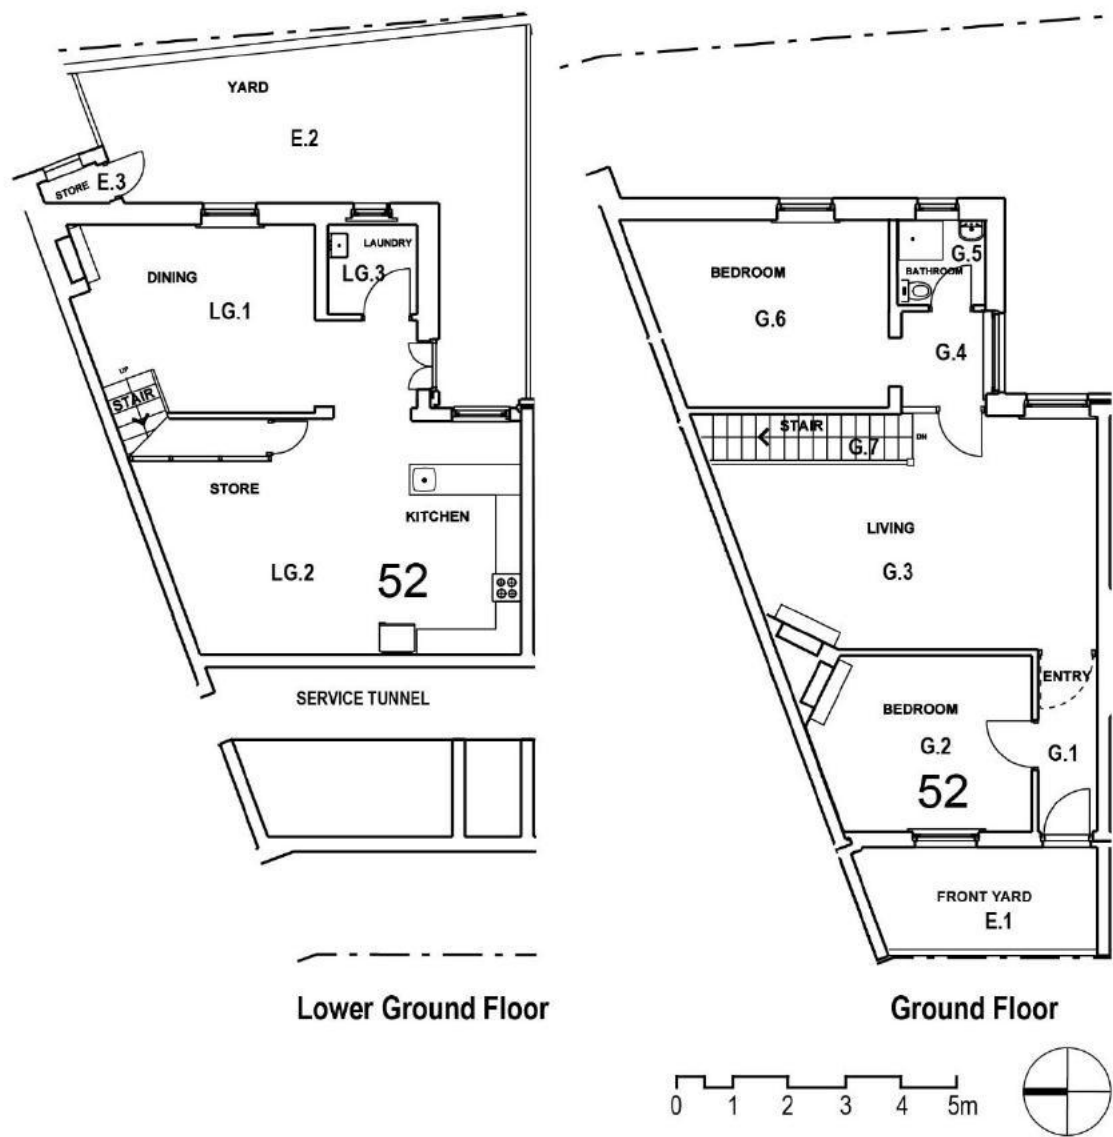 YARD
E.2
STORE
E.3
LAUNDRY
LG.3
DINING
LG.1
UP
STAIR
STORE
KITCHEN
LG.2
52
SERVICE TUNNEL
Lower Ground Floor
BEDROOM
G.6
G.5
BATHROOM
G.4
STAIR
G.7
DN
LIVING
G.3
ENTRY
BEDROOM
G.2
G.1
52
FRONT YARD
E.1
Ground Floor
0 1 2 3 4 5m